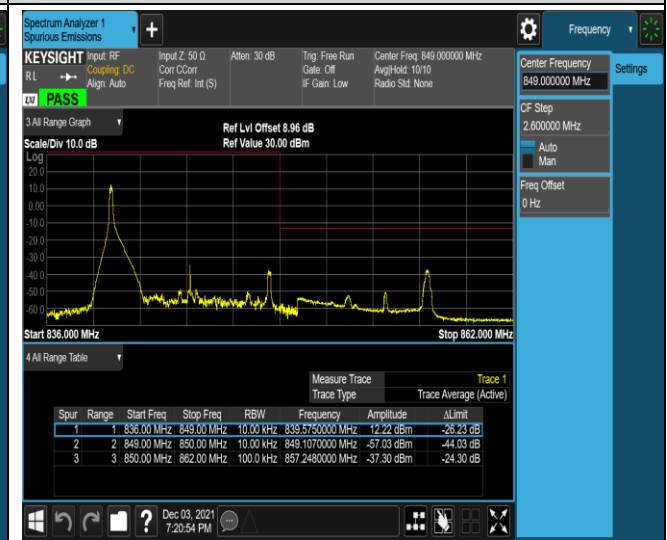 Spectrum Analyzer 1
Spurious Emissions
+
Frequency
KEYSIGHT
RL
LXI
PASS
Input: RF
Coupling: DC
Align: Auto
Input Z: 50 Ω
Corr CCorr
Freq Ref: Int (S)
Atten: 30 dB
Trig: Free Run
Gate: Off
IF Gain: Low
Center Freq: 849.000000 MHz
Avg|Hold: 10/10
Radio Std: None
Center Frequency
849.000000 MHz
Settings
CF Step
2.600000 MHz
Auto
Man
Freq Offset
0 Hz
3 All Range Graph
Scale/Div 10.0 dB
Ref Lvl Offset 8.96 dB
Ref Value 30.00 dBm
Log
20.0
10.0
0.00
-10.0
-20.0
-30.0
-40.0
-50.0
-60.0
Start 836.000 MHz
Stop 862.000 MHz
4 All Range Table
Measure Trace Trace 1
Trace Type Trace Average (Active)
Spur Range Start Freq Stop Freq RBW Frequency Amplitude ΔLimit
1 1 836.00 MHz 849.00 MHz 10.00 kHz 839.5750000 MHz 12.22 dBm -26.23 dB
2 2 849.00 MHz 850.00 MHz 10.00 kHz 849.1070000 MHz -57.03 dBm -44.03 dB
3 3 850.00 MHz 862.00 MHz 100.0 kHz 857.2480000 MHz -37.30 dBm -24.30 dB
?
Dec 03, 2021
7:20:54 PM